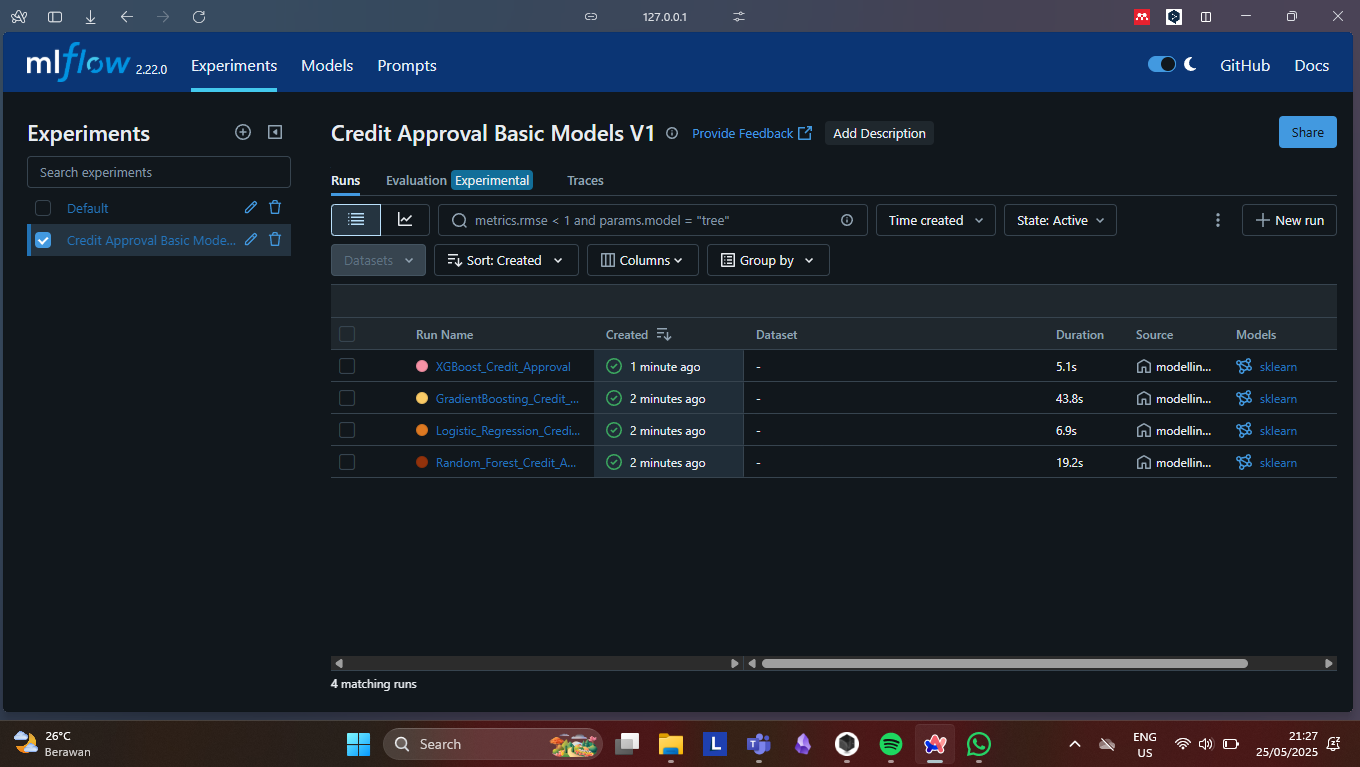 127.0.0.1
mlflow 2.22.0 Experiments Models Prompts GitHub Docs
Experiments
Search experiments
Default
Credit Approval Basic Mode...
Credit Approval Basic Models V1 Provide Feedback Add Description Share
Runs Evaluation Experimental Traces
metrics.rmse < 1 and params.model = "tree" Time created State: Active New run
Datasets Sort: Created Columns Group by
Run Name Created Dataset Duration Source Models
XGBoost_Credit_Approval 1 minute ago - 5.1s modellin... sklearn
GradientBoosting_Credit_... 2 minutes ago - 43.8s modellin... sklearn
Logistic_Regression_Credi... 2 minutes ago - 6.9s modellin... sklearn
Random_Forest_Credit_A... 2 minutes ago - 19.2s modellin... sklearn
4 matching runs
26°C
Berawan
Search
L
ENG
US
21:27
25/05/2025